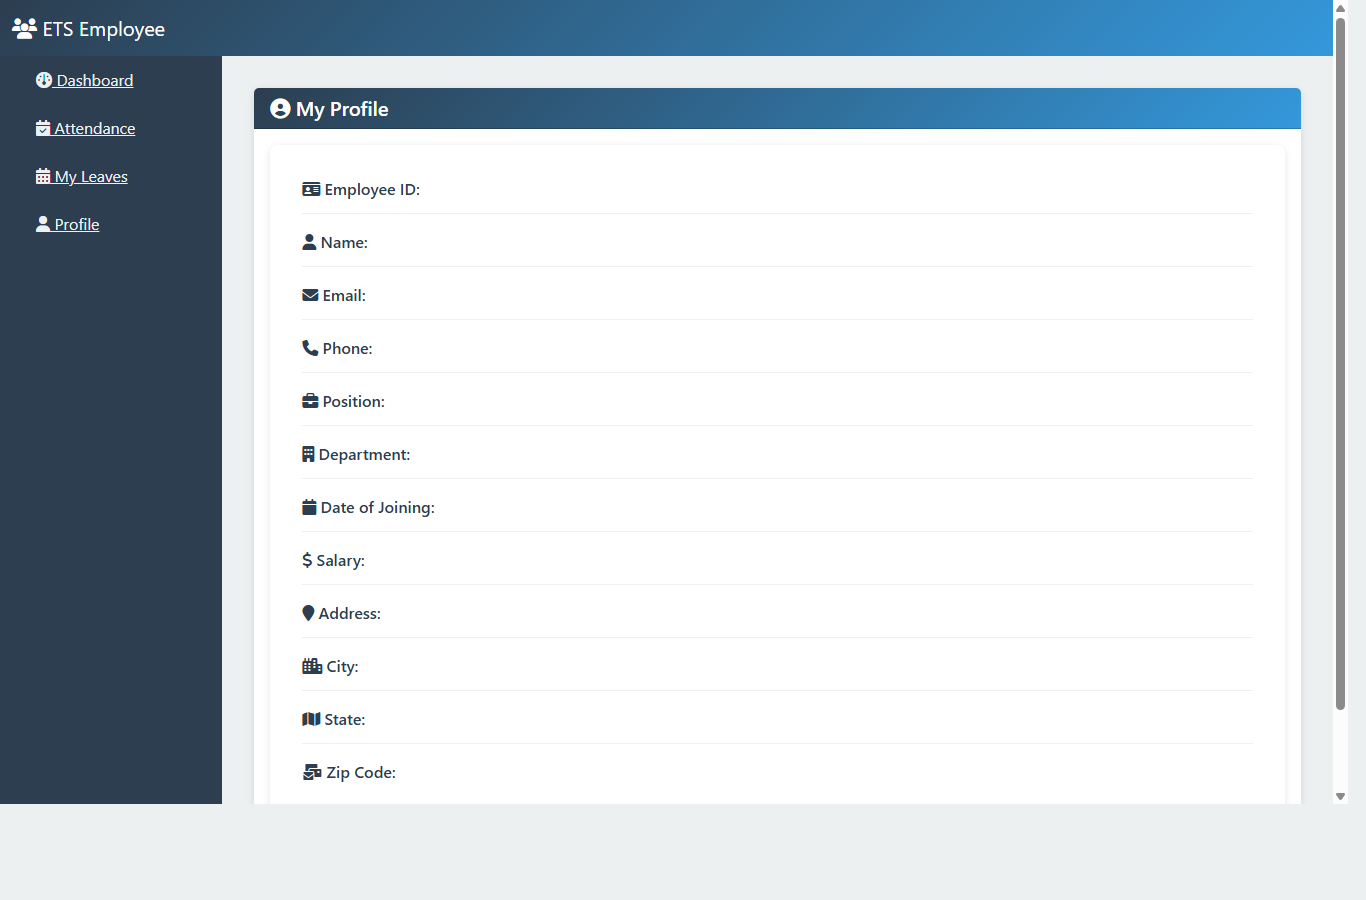 ETS Employee
Dashboard
Attendance
My Leaves
Profile
My Profile
Employee ID:
Name:
Email:
Phone:
Position:
Department:
Date of Joining:
Salary:
Address:
City:
State:
Zip Code: